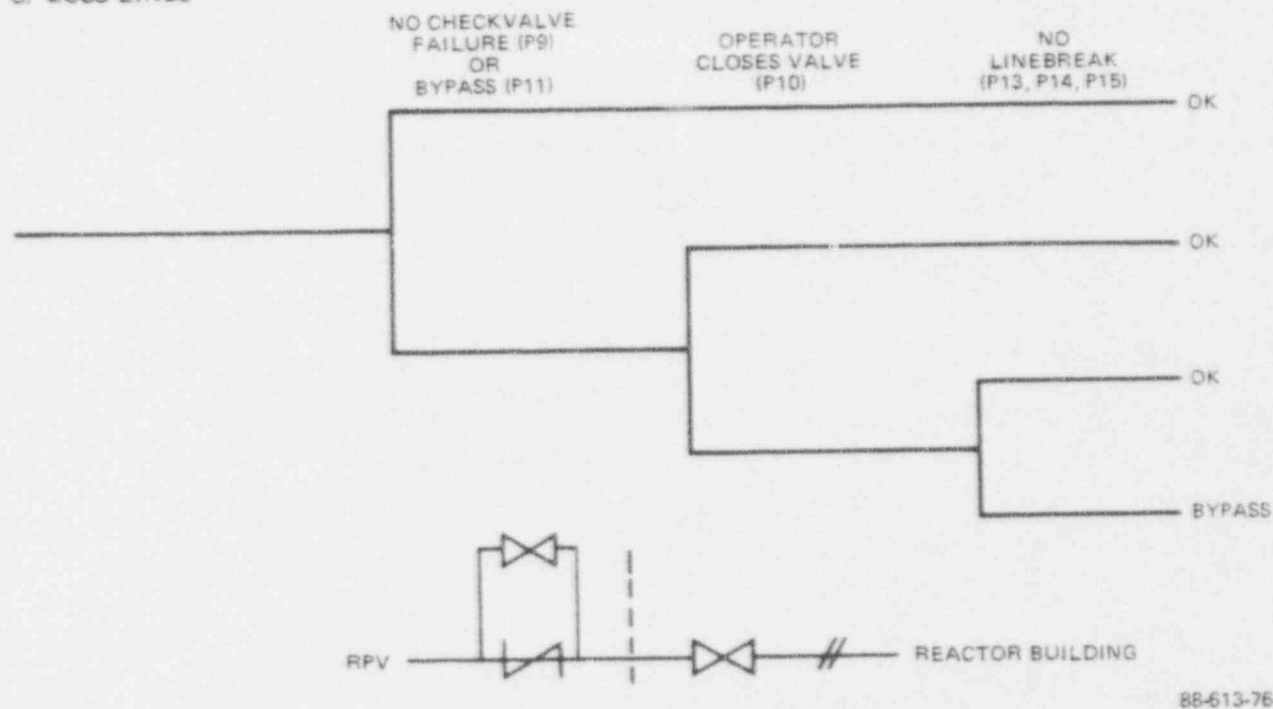 NO CHECKVALVE
FAILURE (P9)
OR
BYPASS (P11)
OPERATOR
CLOSES VALVE
(P10)
NO
LINEBREAK
(P13, P14, P15)
OK
OK
OK
BYPASS
RPV
REACTOR BUILDING
88-613-76